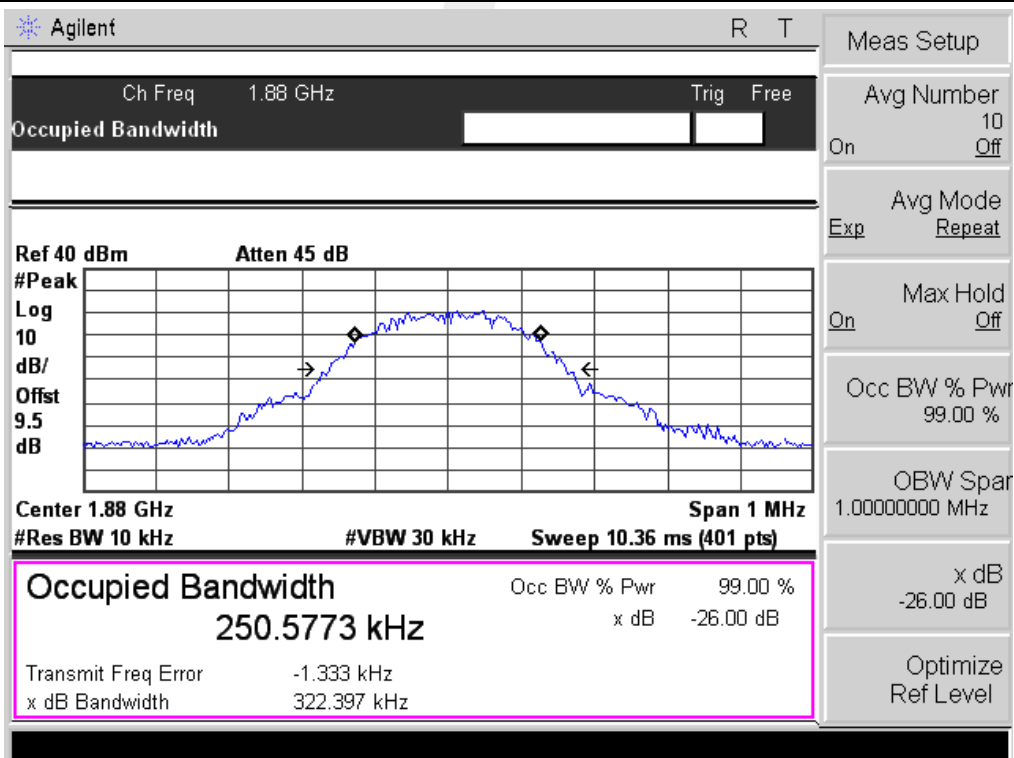 Agilent R T
Ch Freq 1.88 GHz Trig Free
Occupied Bandwidth
Ref 40 dBm Atten 45 dB
#Peak
Log
10
dB/
Offst
9.5
dB
Center 1.88 GHz Span 1 MHz
#Res BW 10 kHz #VBW 30 kHz Sweep 10.36 ms (401 pts)
Occupied Bandwidth
250.5773 kHz
Occ BW % Pwr 99.00 %
x dB -26.00 dB
Transmit Freq Error -1.333 kHz
x dB Bandwidth 322.397 kHz
Meas Setup
Avg Number
10
On Off
Avg Mode
Exp Repeat
Max Hold
On Off
Occ BW % Pwr
99.00 %
OBW Span
1.00000000 MHz
x dB
-26.00 dB
Optimize
Ref Level